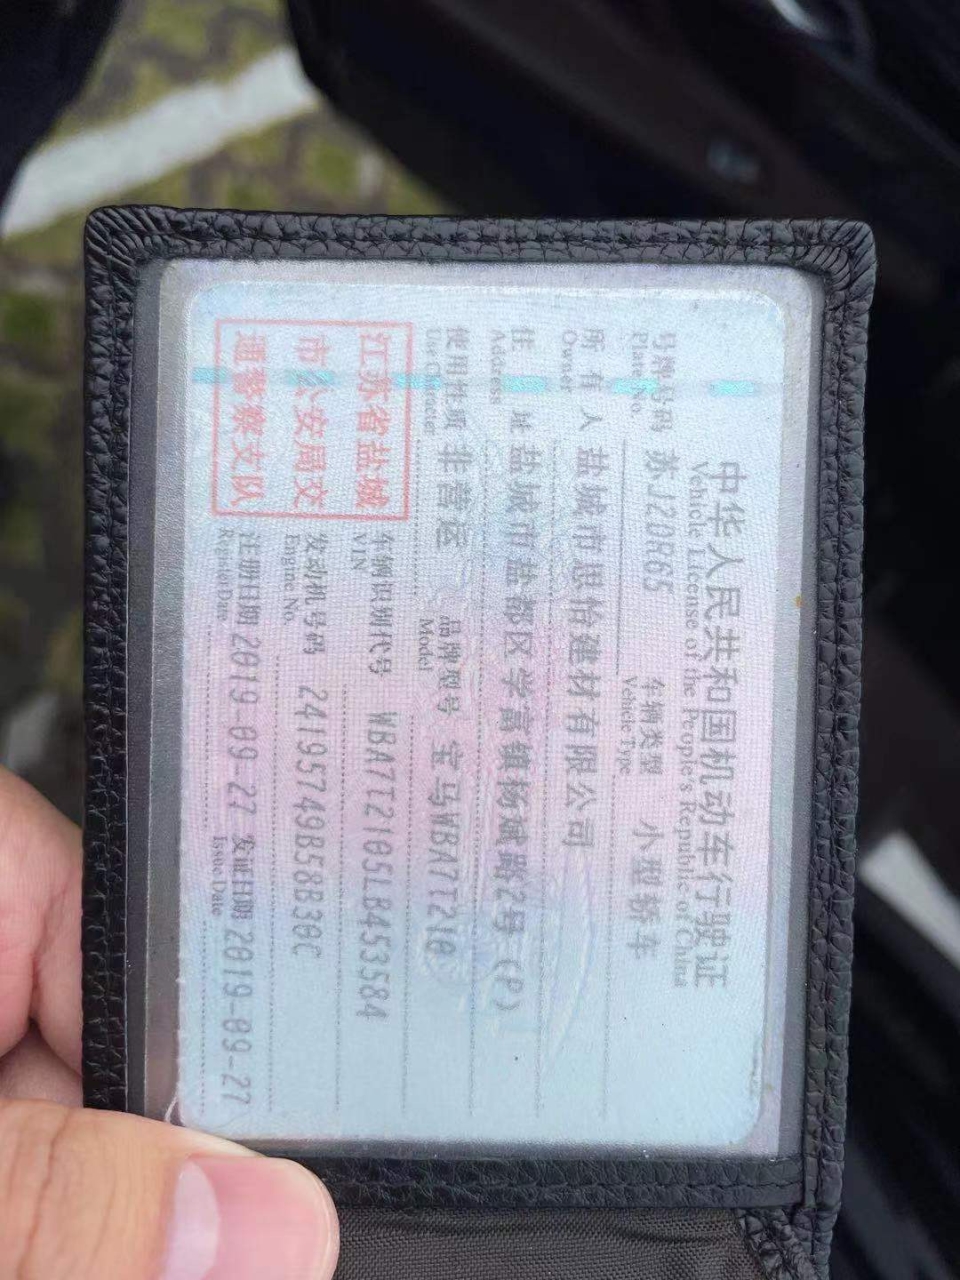 中华人民共和国机动车行驶证
Vehicle License of the People's Republic of China
号牌号码 苏J2DR65 车辆类型 小型轿车
Plate No. Vehicle Type
所有人 盐城市思怡建材有限公司
Owner
住址 盐城市盐都区学富镇杨城路2号(P)
Address
使用性质 非营运 品牌型号 宝马WBA7T210
Use Character Model
江苏省盐城
市公安局交
通警察支队
车辆识别代号 WBA7T2105LB453584
VIN
发动机号码 24195749B58B30C
Engine No.
注册日期 2019-09-27 发证日期 2019-09-27
Register Date Issue Date